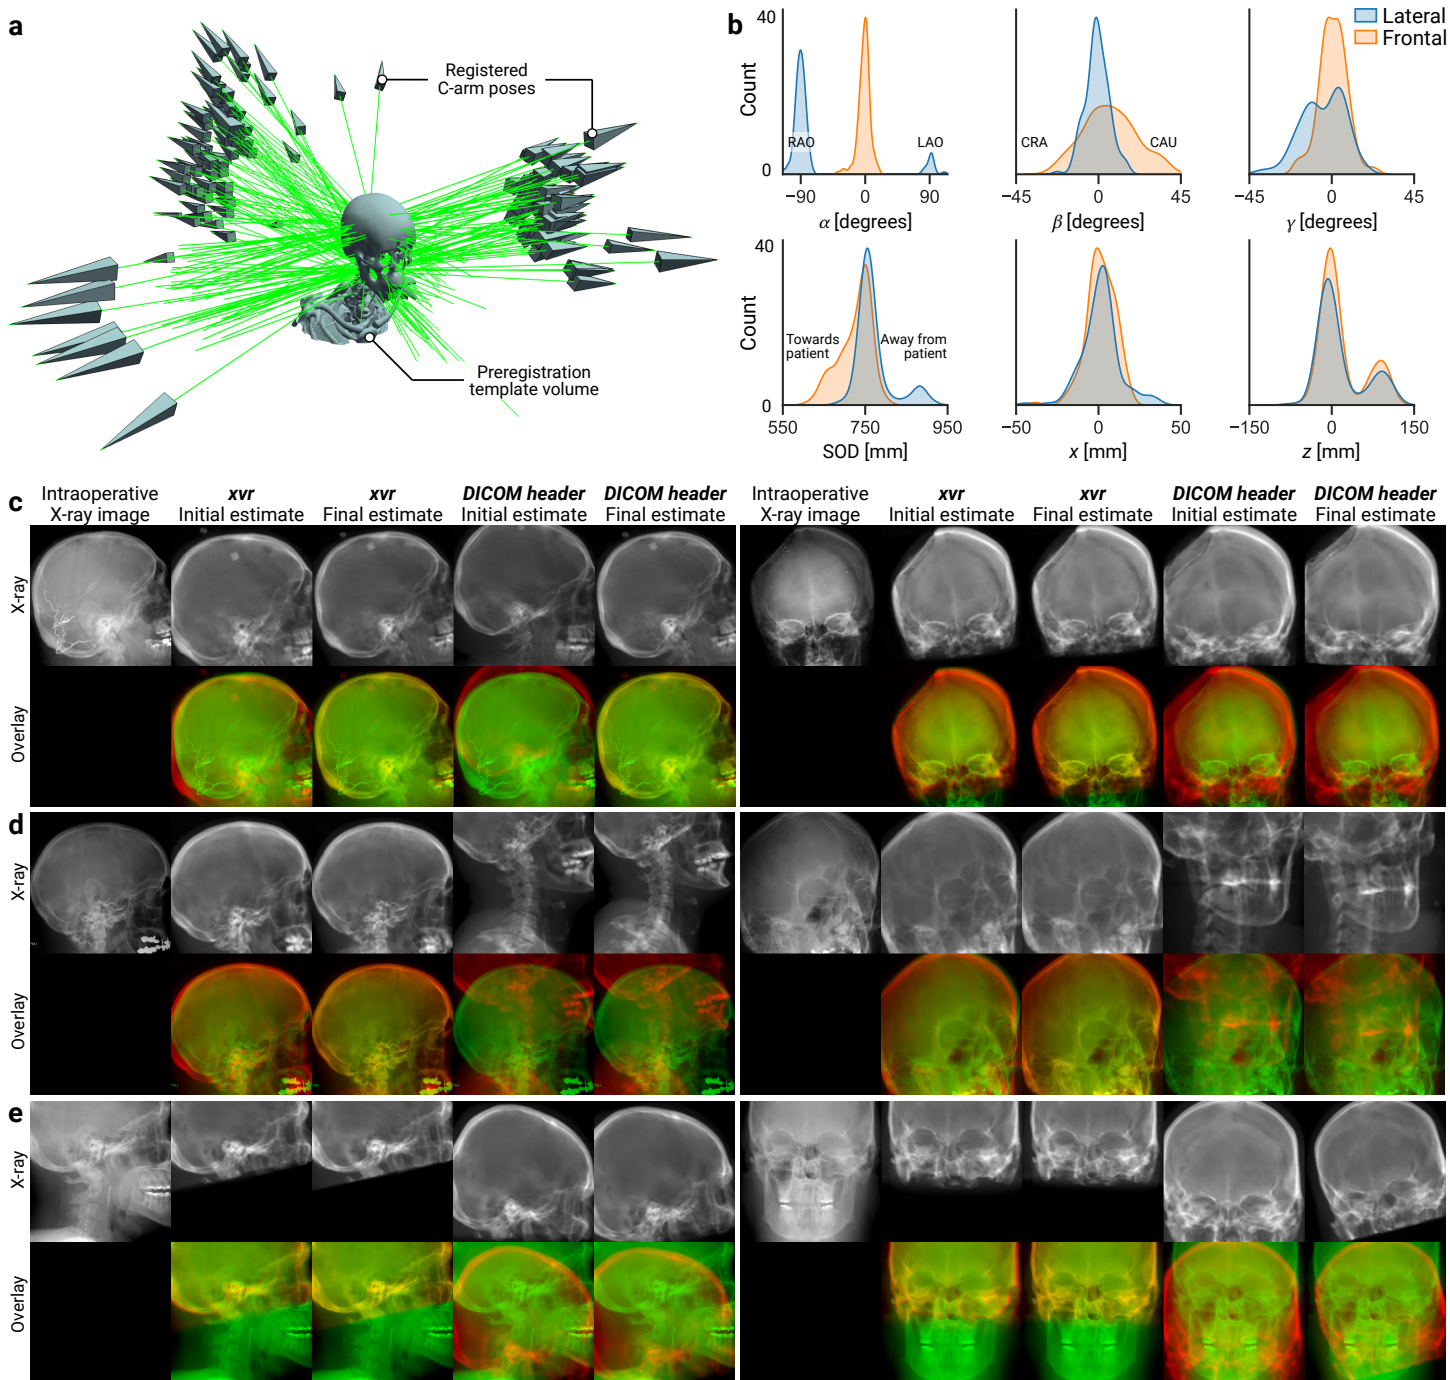 a
Registered
C-arm poses
Preregistration
template volume
b
Lateral
Frontal
Count
40
0
RAO
LAO
−90
0
90
α [degrees]
CRA
CAU
−45
0
45
β [degrees]
−45
0
45
γ [degrees]
Count
40
0
Towards
patient
Away from
patient
550
750
950
SOD [mm]
−50
0
50
x [mm]
−150
0
150
z [mm]
c
Intraoperative
X-ray image
xvr
Initial estimate
xvr
Final estimate
DICOM header
Initial estimate
DICOM header
Final estimate
Intraoperative
X-ray image
xvr
Initial estimate
xvr
Final estimate
DICOM header
Initial estimate
DICOM header
Final estimate
X-ray
Overlay
d
X-ray
Overlay
e
X-ray
Overlay